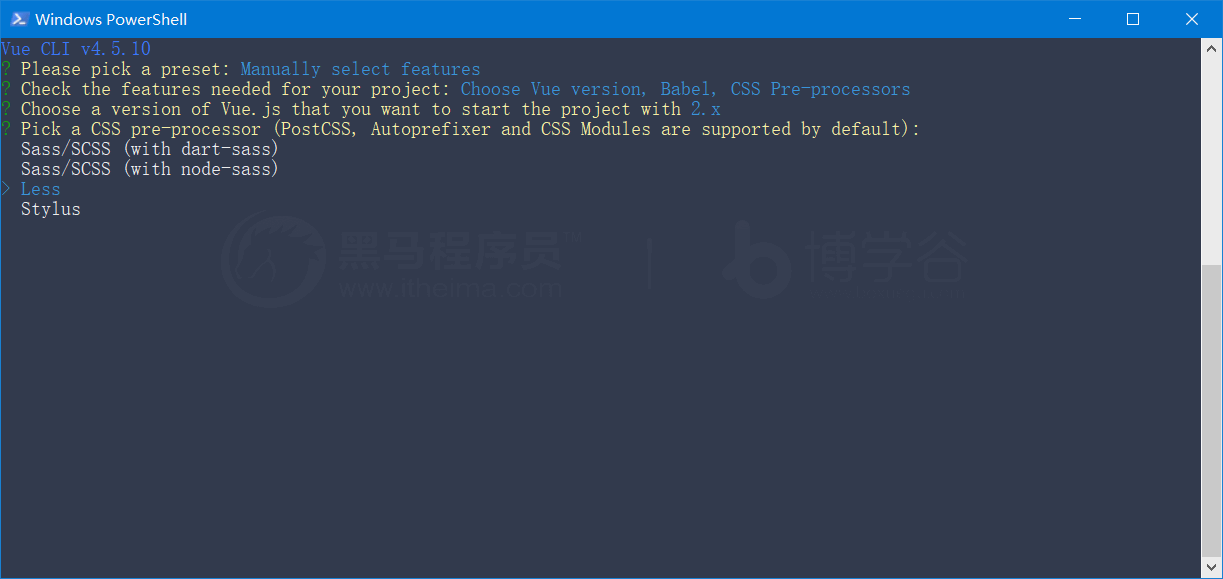 Windows PowerShell
Vue CLI v4.5.10
? Please pick a preset: Manually select features
? Check the features needed for your project: Choose Vue version, Babel, CSS Pre-processors
? Choose a version of Vue.js that you want to start the project with 2.x
? Pick a CSS pre-processor (PostCSS, Autoprefixer and CSS Modules are supported by default):
Sass/SCSS (with dart-sass)
Sass/SCSS (with node-sass)
> Less
Stylus
黑马程序员 博学谷
www.itheima.com